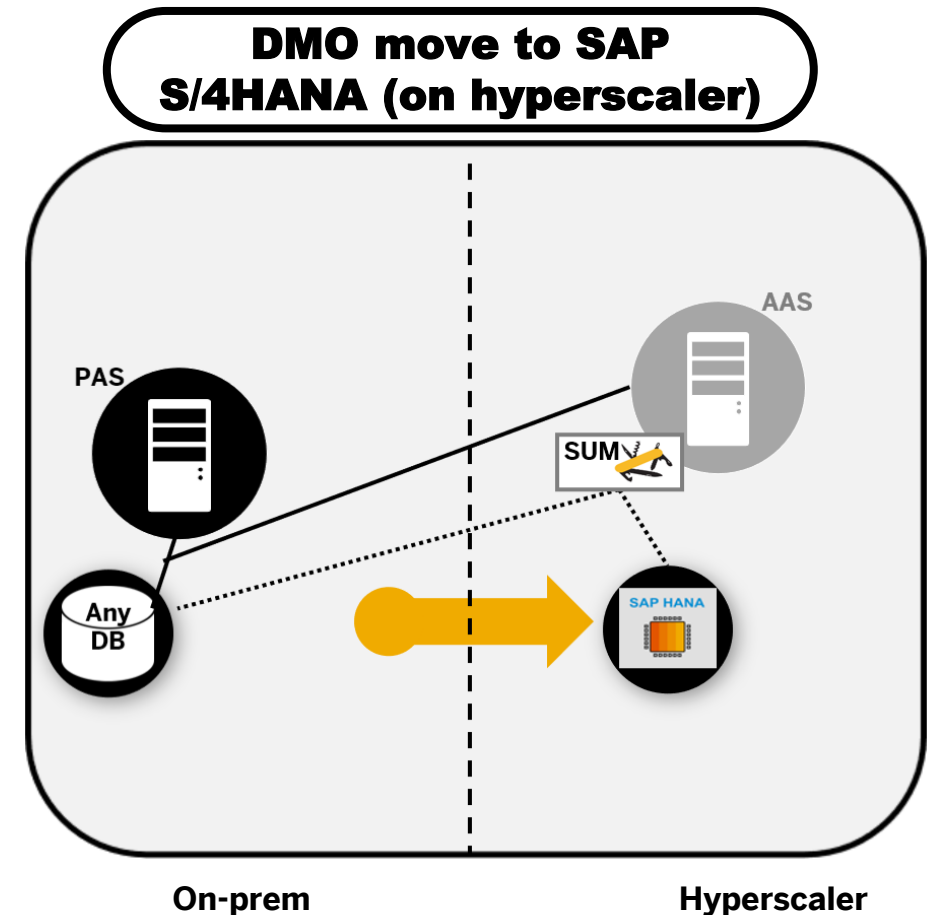 DMO move to SAP
S/4HANA (on hyperscaler)
AAS
PAS
SUM
Any
DB
SAP HANA
On-prem
Hyperscaler